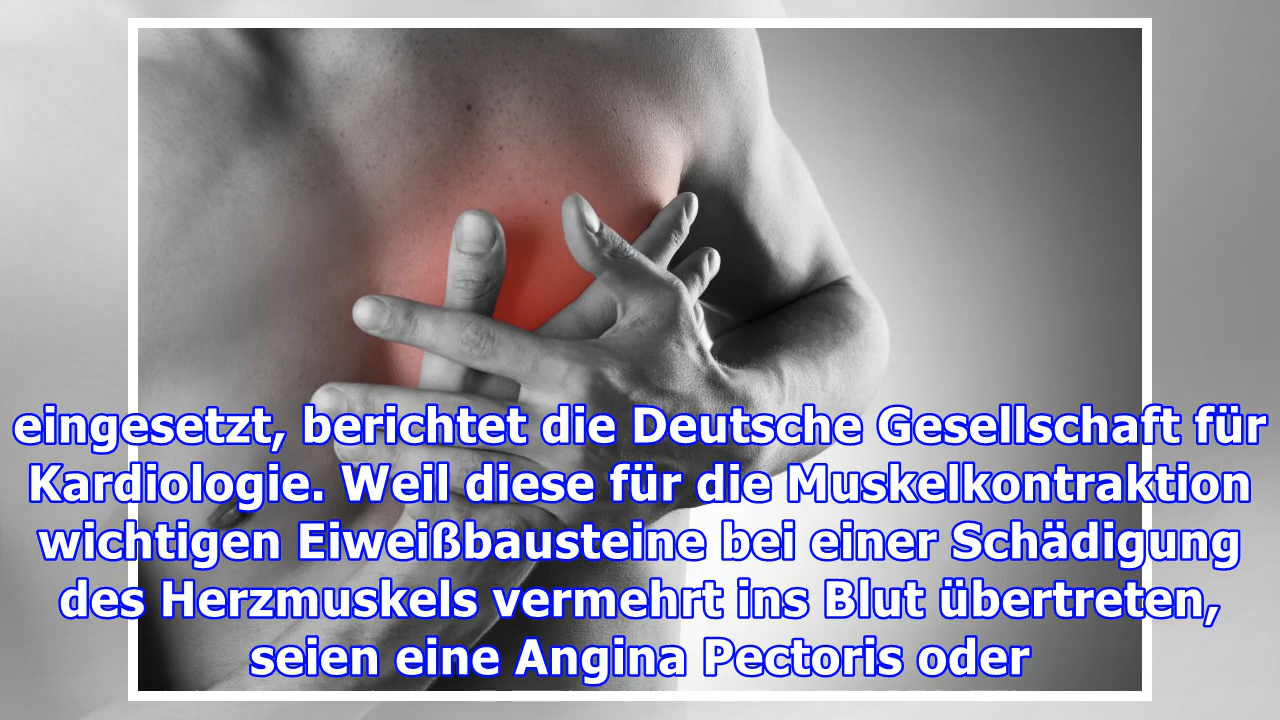 eingesetzt, berichtet die Deutsche Gesellschaft für
Kardiologie. Weil diese für die Muskelkontraktion
wichtigen Eiweißbausteine bei einer Schädigung
des Herzmuskels vermehrt ins Blut übertreten,
seien eine Angina Pectoris oder